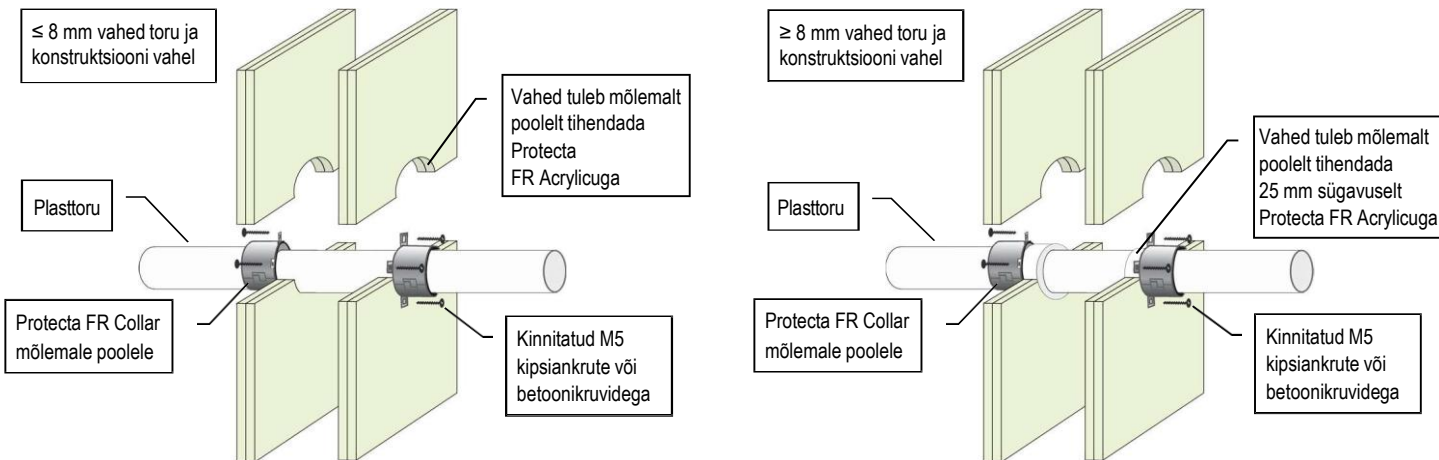 ≤ 8 mm vahed toru ja
konstruktsiooni vahel
Vahed tuleb mõlemalt
poolelt tihendada
Protecta
FR Acrylicuga
Plasttoru
Protecta FR Collar
mõlemale poolele
Kinnitatud M5
kipsiankrute või
betoonikruvidega
≥ 8 mm vahed toru ja
konstruktsiooni vahel
Vahed tuleb mõlemalt
poolelt tihendada
25 mm sügavuselt
Protecta FR Acrylicuga
Plasttoru
Protecta FR Collar
mõlemale poolele
Kinnitatud M5
kipsiankrute või
betoonikruvidega